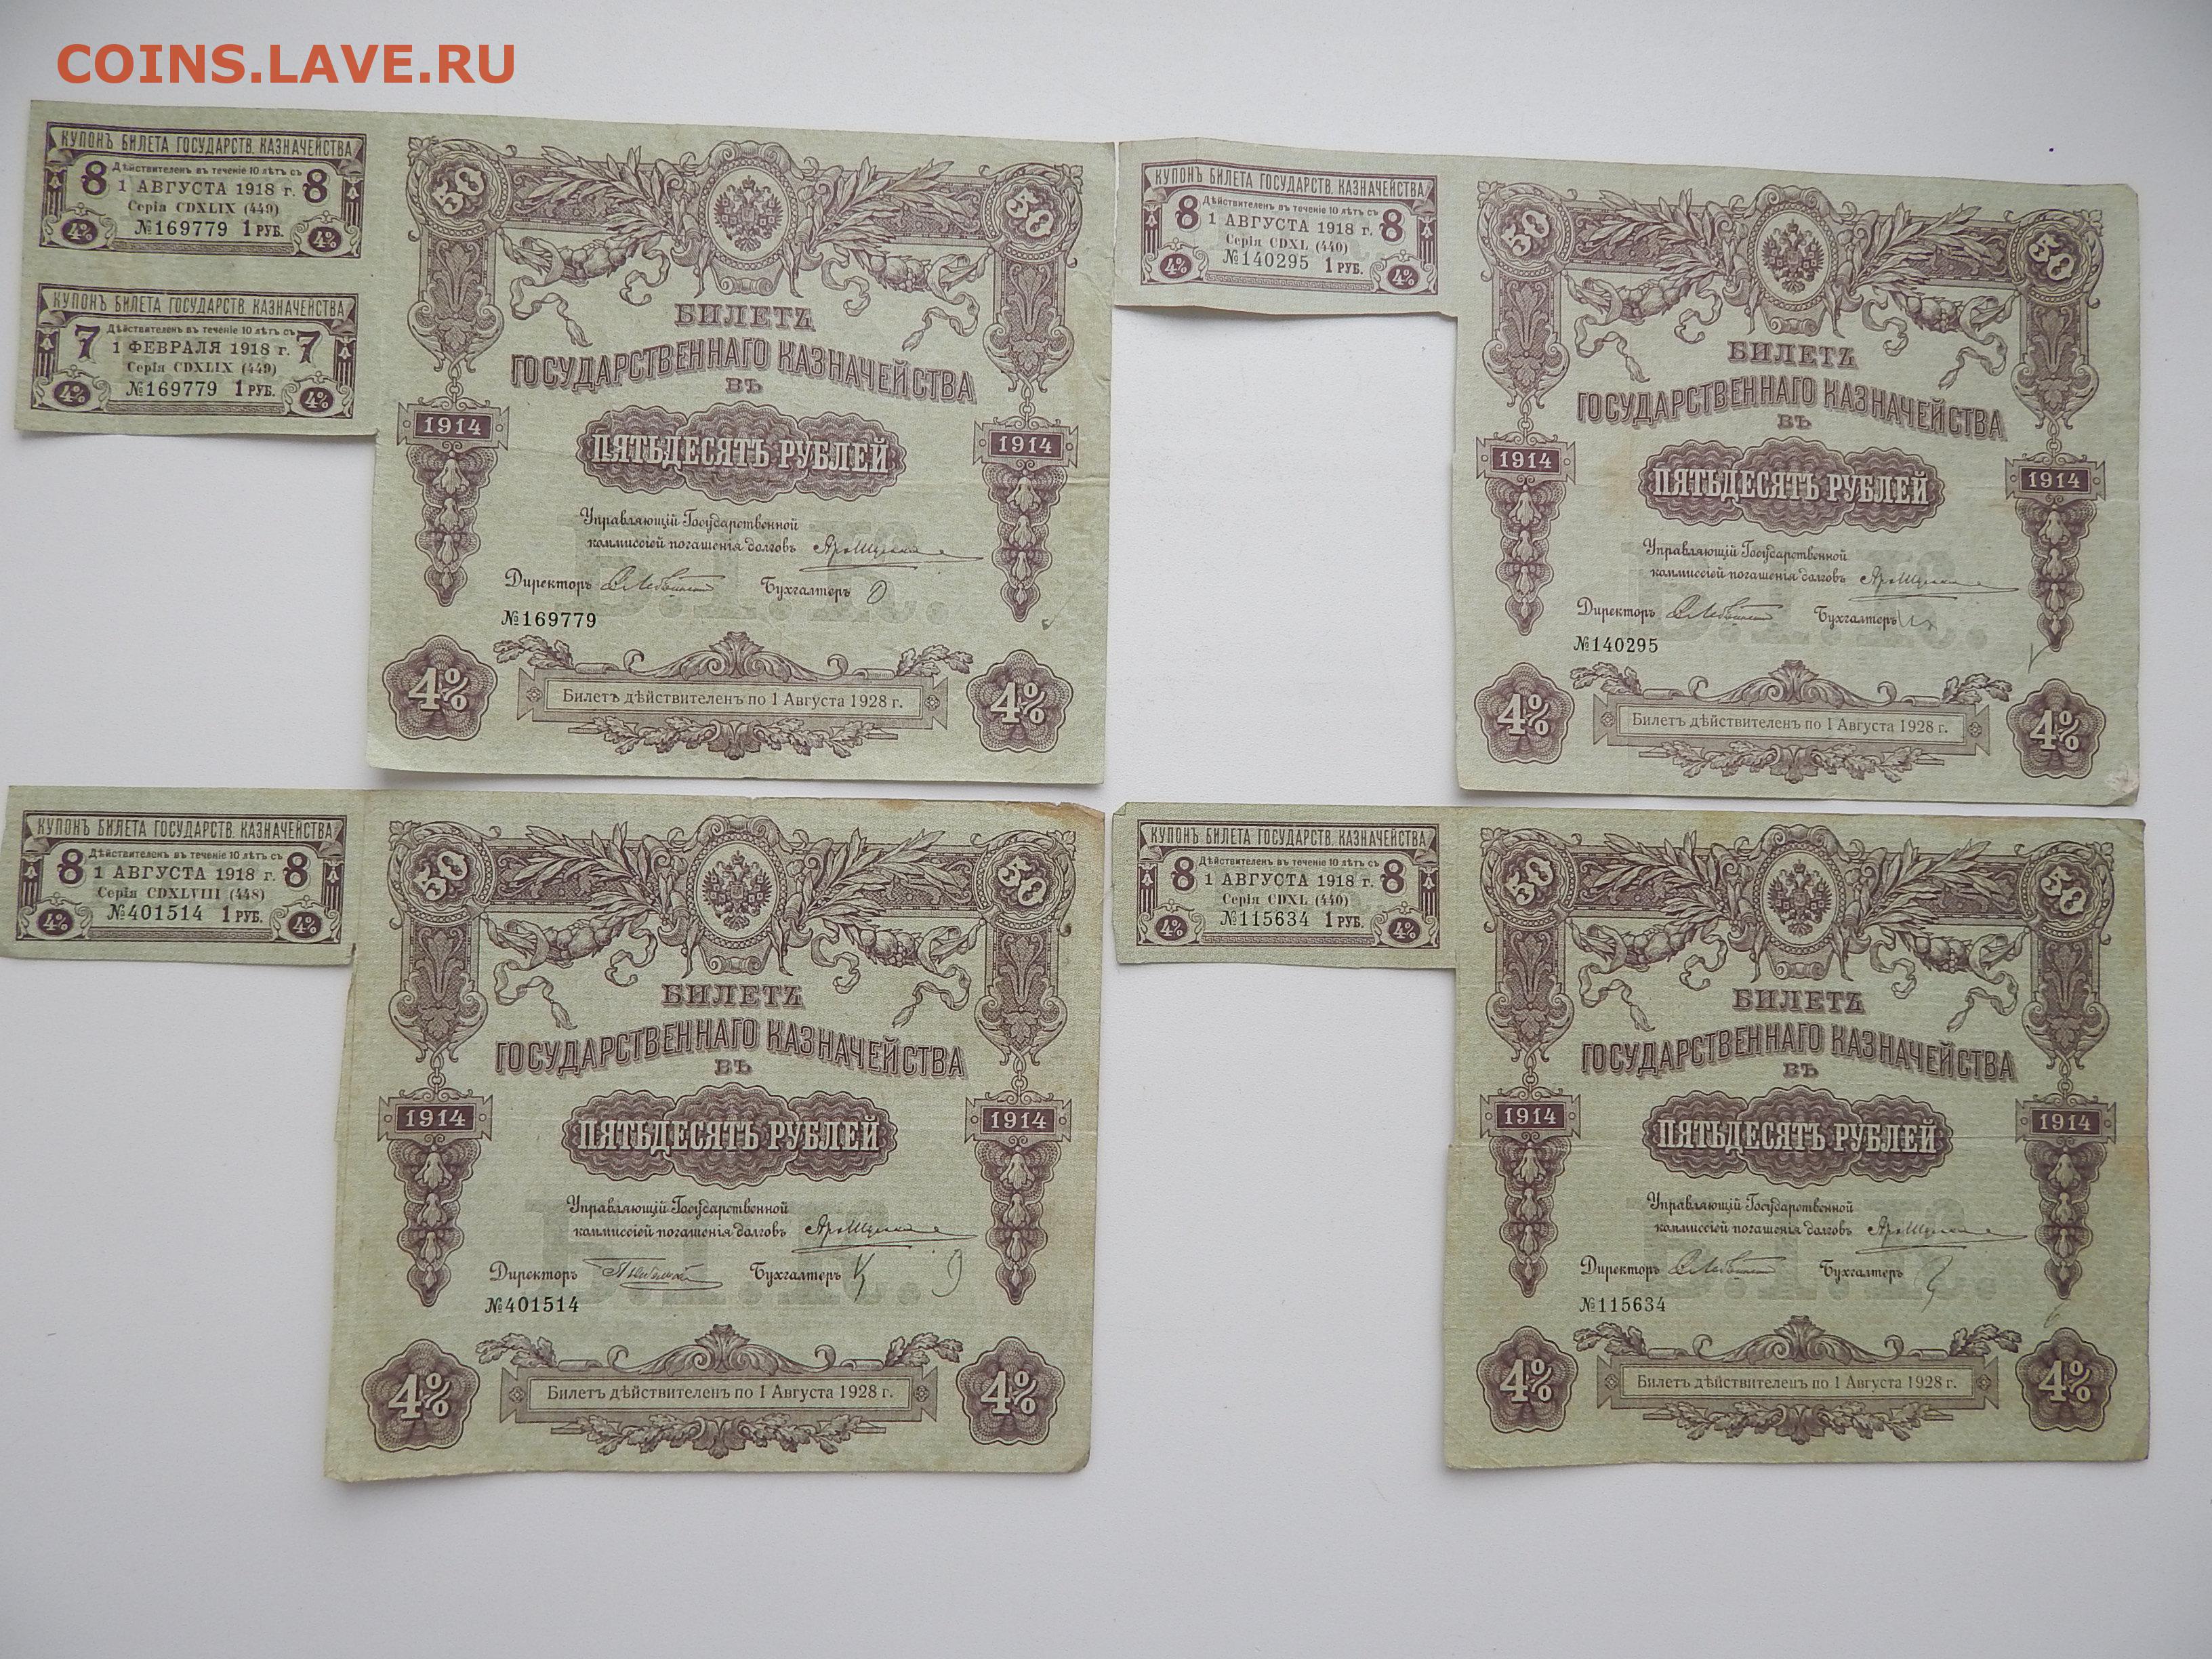 COINS.LAVE.RU
КУПОНЪ БИЛЕТА ГОСУДАРСТВ. КАЗНАЧЕЙСТВА
Дѣйствителенъ въ теченіе 10 лѣтъ съ
8 1 АВГУСТА 1918 г. 8
Серія CDXLIX (449)
4% №169779 1 РУБ. 4%
КУПОНЪ БИЛЕТА ГОСУДАРСТВ. КАЗНАЧЕЙСТВА
Дѣйствителенъ въ теченіе 10 лѣтъ съ
7 1 ФЕВРАЛЯ 1918 г. 7
Серія CDXLIX (449)
4% №169779 1 РУБ. 4%
50 50
БИЛЕТЪ
ГОСУДАРСТВЕННАГО КАЗНАЧЕЙСТВА
ВЪ
1914 1914
ПЯТЬДЕСЯТЪ РУБЛЕЙ
Управляющій Государственной
коммиссіей погашенія долговъ
Директоръ Бухгалтеръ
№169779
4% 4%
Билетъ дѣйствителенъ по 1 Августа 1928 г.
КУПОНЪ БИЛЕТА ГОСУДАРСТВ. КАЗНАЧЕЙСТВА
Дѣйствителенъ въ теченіе 10 лѣтъ съ
8 1 АВГУСТА 1918 г. 8
Серія CDXL (440)
4% №140295 1 РУБ. 4%
50 50
БИЛЕТЪ
ГОСУДАРСТВЕННАГО КАЗНАЧЕЙСТВА
ВЪ
1914 1914
ПЯТЬДЕСЯТЪ РУБЛЕЙ
Управляющій Государственной
коммиссіей погашенія долговъ
Директоръ Бухгалтеръ
№140295
4% 4%
Билетъ дѣйствителенъ по 1 Августа 1928 г.
КУПОНЪ БИЛЕТА ГОСУДАРСТВ. КАЗНАЧЕЙСТВА
Дѣйствителенъ въ теченіе 10 лѣтъ съ
8 1 АВГУСТА 1918 г. 8
Серія CDXLVIII (448)
4% №401514 1 РУБ. 4%
50 50
БИЛЕТЪ
ГОСУДАРСТВЕННАГО КАЗНАЧЕЙСТВА
ВЪ
1914 1914
ПЯТЬДЕСЯТЪ РУБЛЕЙ
Управляющій Государственной
коммиссіей погашенія долговъ
Директоръ Бухгалтеръ
№401514
4% 4%
Билетъ дѣйствителенъ по 1 Августа 1928 г.
КУПОНЪ БИЛЕТА ГОСУДАРСТВ. КАЗНАЧЕЙСТВА
Дѣйствителенъ въ теченіе 10 лѣтъ съ
8 1 АВГУСТА 1918 г. 8
Серія CDXL (440)
4% №115634 1 РУБ. 4%
50 50
БИЛЕТЪ
ГОСУДАРСТВЕННАГО КАЗНАЧЕЙСТВА
ВЪ
1914 1914
ПЯТЬДЕСЯТЪ РУБЛЕЙ
Управляющій Государственной
коммиссіей погашенія долговъ
Директоръ Бухгалтеръ
№115634
4% 4%
Билетъ дѣйствителенъ по 1 Августа 1928 г.